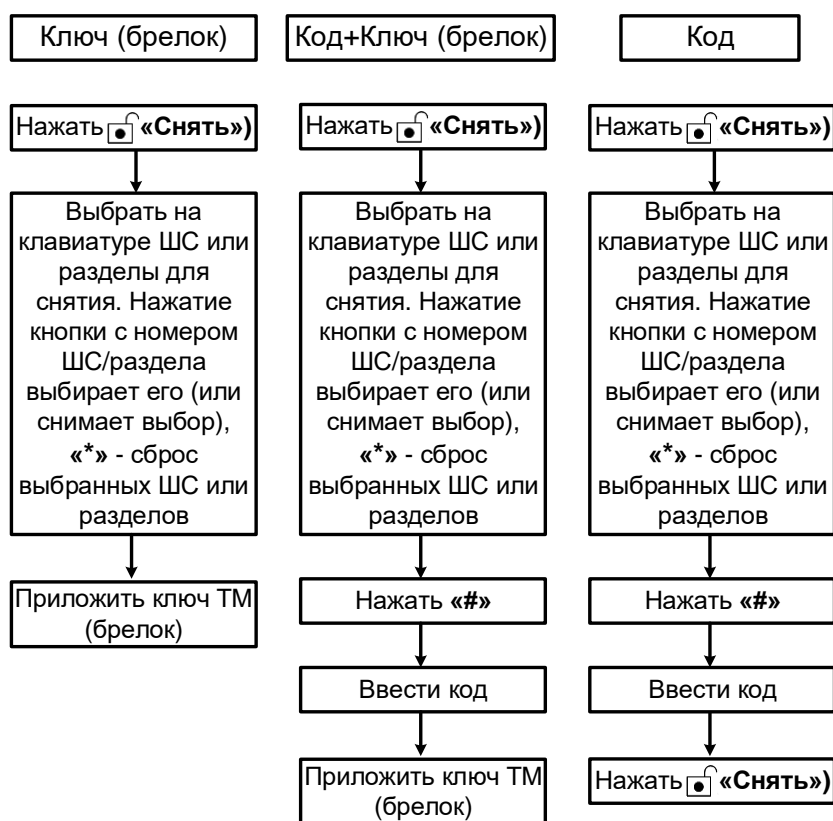 Ключ (брелок)
Нажать «Снять»)
Выбрать на
клавиатуре ШС или
разделы для
снятия. Нажатие
кнопки с номером
ШС/раздела
выбирает его (или
снимает выбор),
«*» - сброс
выбранных ШС или
разделов
Приложить ключ ТМ
(брелок)
Код+Ключ (брелок)
Нажать «Снять»)
Выбрать на
клавиатуре ШС или
разделы для
снятия. Нажатие
кнопки с номером
ШС/раздела
выбирает его (или
снимает выбор),
«*» - сброс
выбранных ШС или
разделов
Нажать «#»
Ввести код
Приложить ключ ТМ
(брелок)
Код
Нажать «Снять»)
Выбрать на
клавиатуре ШС или
разделы для
снятия. Нажатие
кнопки с номером
ШС/раздела
выбирает его (или
снимает выбор),
«*» - сброс
выбранных ШС или
разделов
Нажать «#»
Ввести код
Нажать «Снять»)